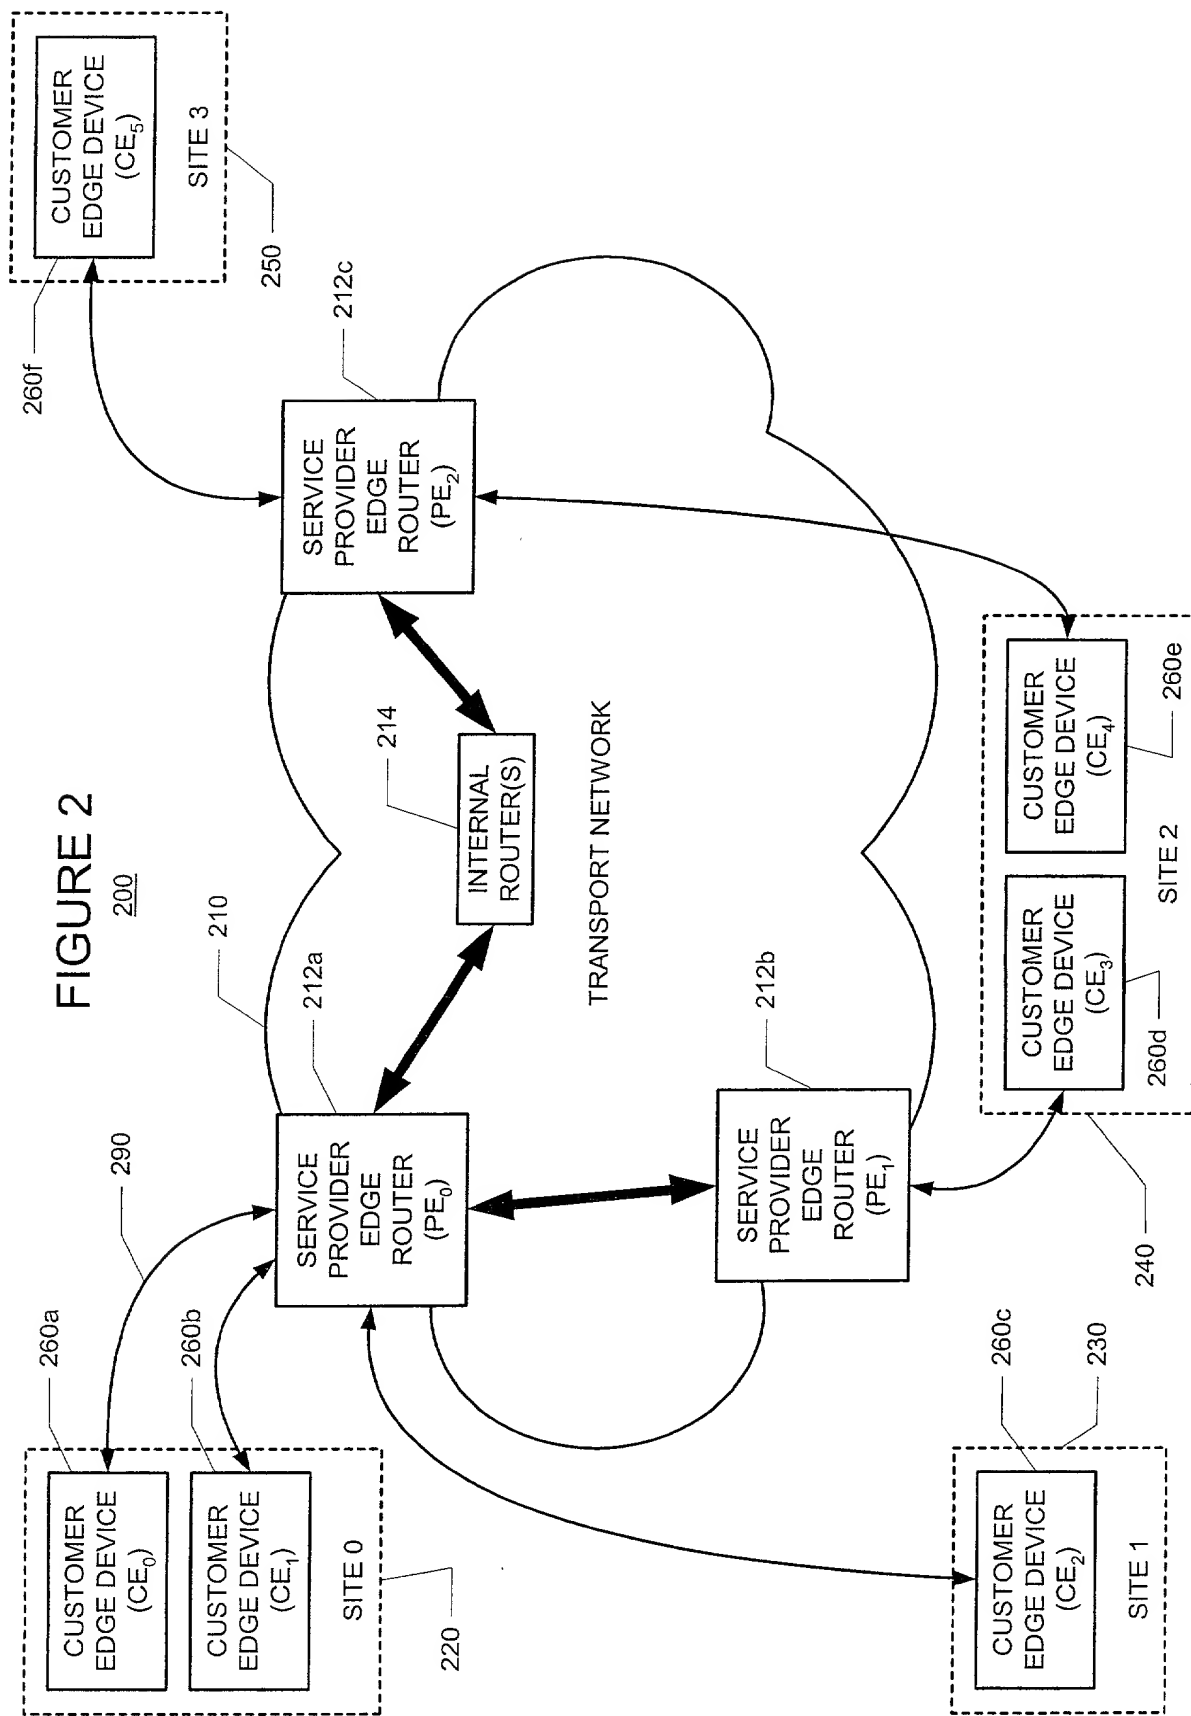 FIGURE 2
200
CUSTOMER
EDGE DEVICE
(CE0)
260a
CUSTOMER
EDGE DEVICE
(CE1)
260b
SITE 0
220
290
210
SERVICE
PROVIDER
EDGE
ROUTER
(PE0)
212a
INTERNAL
ROUTER(S)
214
SERVICE
PROVIDER
EDGE
ROUTER
(PE2)
212c
CUSTOMER
EDGE DEVICE
(CE5)
260f
SITE 3
250
TRANSPORT NETWORK
SERVICE
PROVIDER
EDGE
ROUTER
(PE1)
212b
CUSTOMER
EDGE DEVICE
(CE2)
260c
SITE 1
230
CUSTOMER
EDGE DEVICE
(CE3)
260d
CUSTOMER
EDGE DEVICE
(CE4)
260e
SITE 2
240